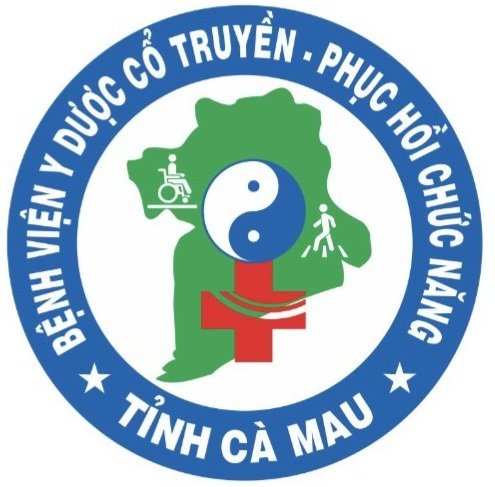 BỆNH VIỆN Y DƯỢC CỔ TRUYỀN - PHỤC HỒI CHỨC NĂNG
TỈNH CÀ MAU